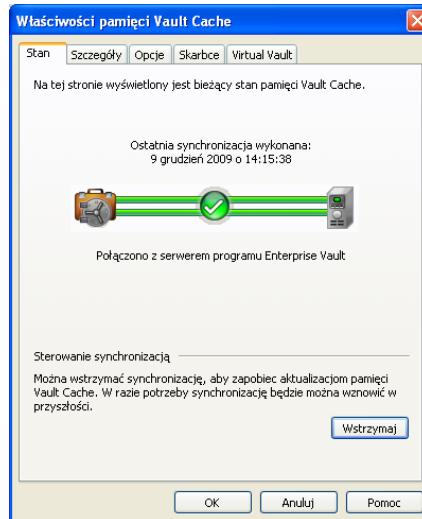 Właściwości pamięci Vault Cache
Stan Szczegóły Opcje Skarbce Virtual Vault
Na tej stronie wyświetlony jest bieżący stan pamięci Vault Cache.
Ostatnia synchronizacja wykonana:
9 grudzień 2009 o 14:15:38
Połączono z serwerem programu Enterprise Vault
Sterowanie synchronizacją
Można wstrzymać synchronizację, aby zapobiec aktualizacjom pamięci
Vault Cache. W razie potrzeby synchronizację będzie można wznowić w
przyszłości.
Wstrzymaj
OK Anuluj Pomoc